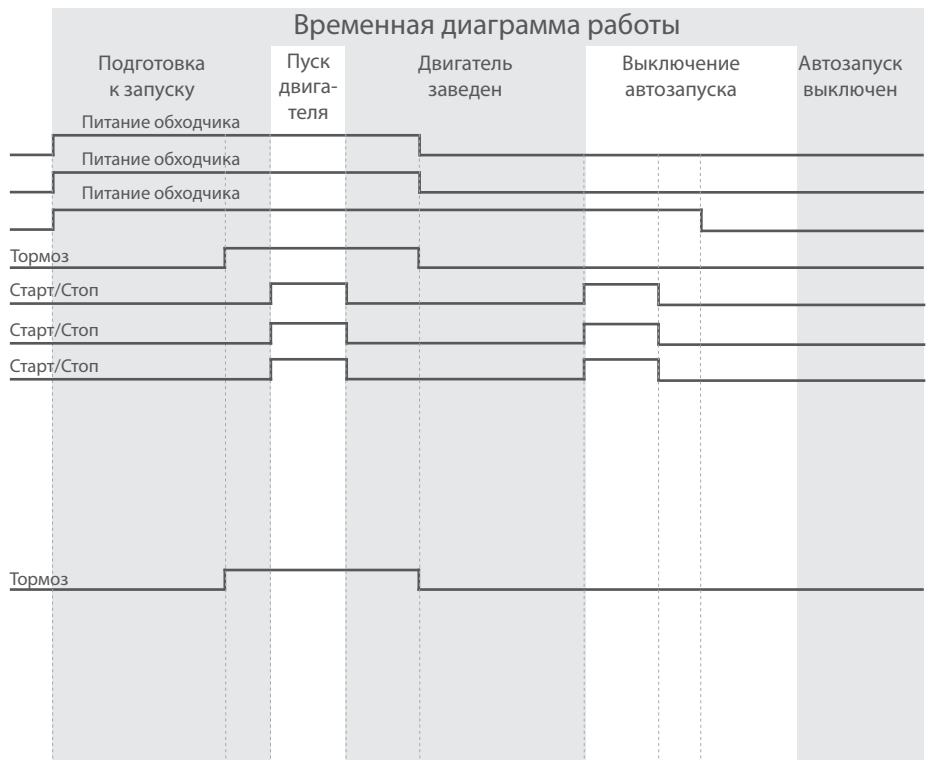 Временная диаграмма работы
Подготовка
к запуску
Пуск
двига-
теля
Двигатель
заведен
Выключение
автозапуска
Автозапуск
выключен
Питание обходчика
Питание обходчика
Питание обходчика
Тормоз
Старт/Стоп
Старт/Стоп
Старт/Стоп
Тормоз